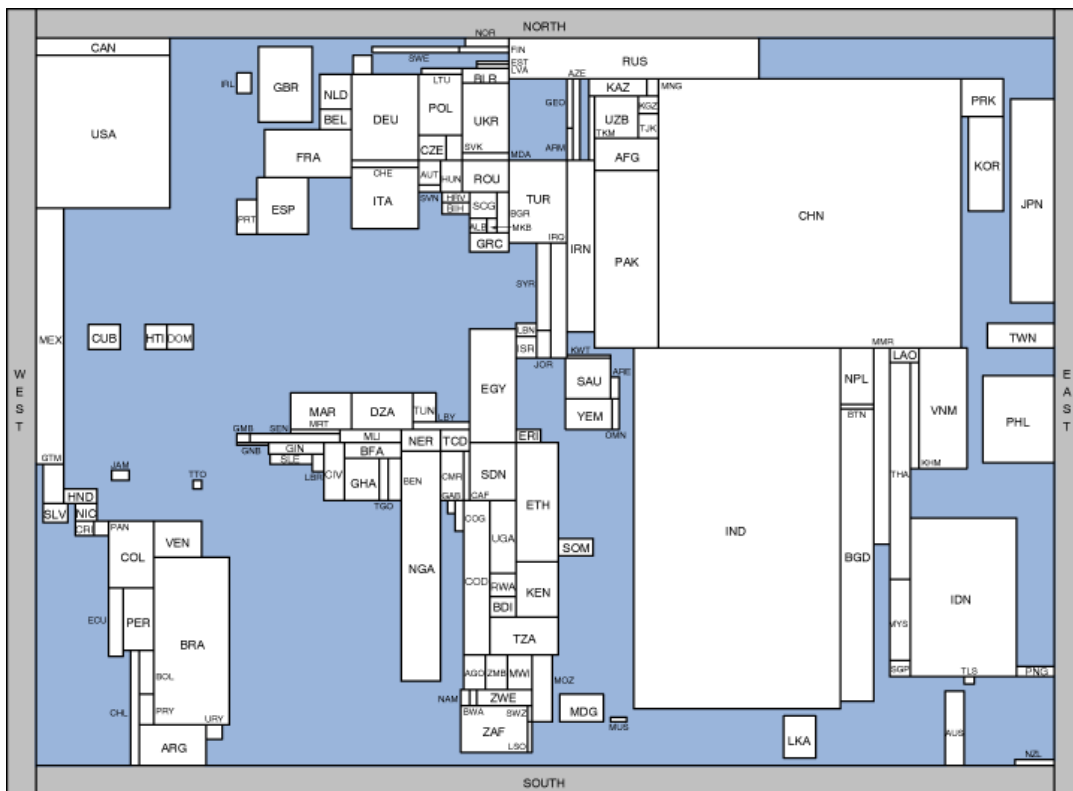 NORTH
NOR
CAN
SWE
FIN
EST
LVA
RUS
IRL
GBR
LTU
BLR
AZE
KAZ
MNG
NLD
POL
GEO
UZB
KGZ
PRK
BEL
DEU
UKR
TKM
TJK
USA
CZE
SVK
MDA
ARM
AFG
FRA
CHE
AUT
HUN
ROU
KOR
ITA
SVN
HRV
SCG
TUR
JPN
PRT
ESP
BIH
BGR
CHN
ALB
MKB
GRC
IRQ
IRN
PAK
SYR
MEX
CUB
HTI
DOM
LBN
TWN
ISR
JOR
KWT
MMR
LAO
EGY
SAU
ARE
NPL
WEST
EAST
MAR
DZA
TUN
LBY
YEM
BTN
VNM
PHL
MRT
OMN
GMB
SEN
MLI
NER
TCD
ERI
GNB
GIN
BFA
SLE
GTM
JAM
TTO
LBR
CIV
GHA
BEN
CMR
SDN
KHM
THA
HND
TGO
GAB
CAF
ETH
SLV
NIC
COG
CRI
PAN
UGA
IND
VEN
COL
SOM
BGD
NGA
COD
RWA
KEN
IDN
ECU
PER
BDI
MYS
BRA
TZA
BOL
AGO
ZMB
MWI
MOZ
SGP
TLS
PNG
NAM
ZWE
CHL
PRY
URY
BWA
SWZ
MDG
MUS
ZAF
LKA
AUS
ARG
LSO
NZL
SOUTH